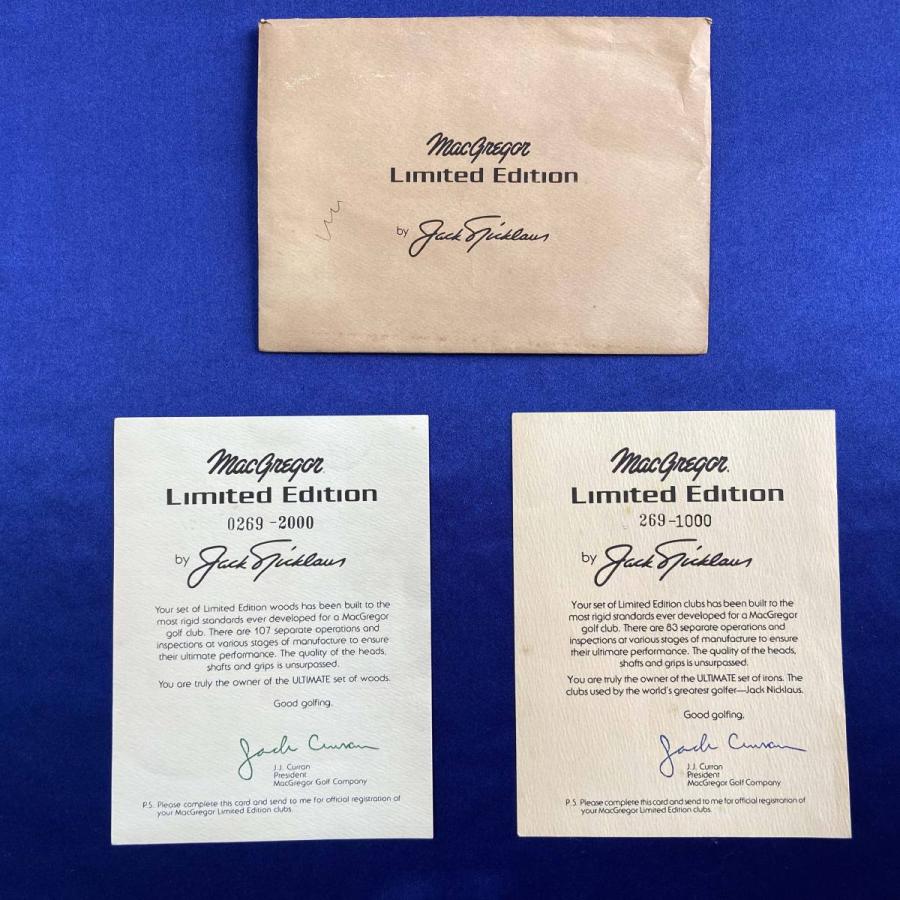 MacGregor
Limited Edition
by Jack Nicklaus
MacGregor
Limited Edition
0269 -2000
by Jack Nicklaus
Your set of Limited Edition woods has been built to the
most rigid standards ever developed for a MacGregor
golf club. There are 107 separate operations and
inspections at various stages of manufacture to ensure
their ultimate performance. The quality of the heads,
shafts and grips is unsurpassed.
You are truly the owner of the ULTIMATE set of woods.
Good golfing,
Jack Curran
J.J. Curran
President
MacGregor Golf Company
P.S. Please complete this card and send to me for official registration of
your MacGregor Limited Edition clubs.
MacGregor
Limited Edition
269-1000
by Jack Nicklaus
Your set of Limited Edition clubs has been built to the
most rigid standards ever developed for a MacGregor
golf club. There are 83 separate operations and
inspections at various stages of manufacture to ensure
their ultimate performance. The quality of the heads,
shafts and grips is unsurpassed.
You are truly the owner of the ULTIMATE set of irons. The
clubs used by the world's greatest golfer—Jack Nicklaus.
Good golfing,
Jack Curran
J.J. Curran
President
MacGregor Golf Company
P.S. Please complete this card and send to me for official registration of
your MacGregor Limited Edition clubs.